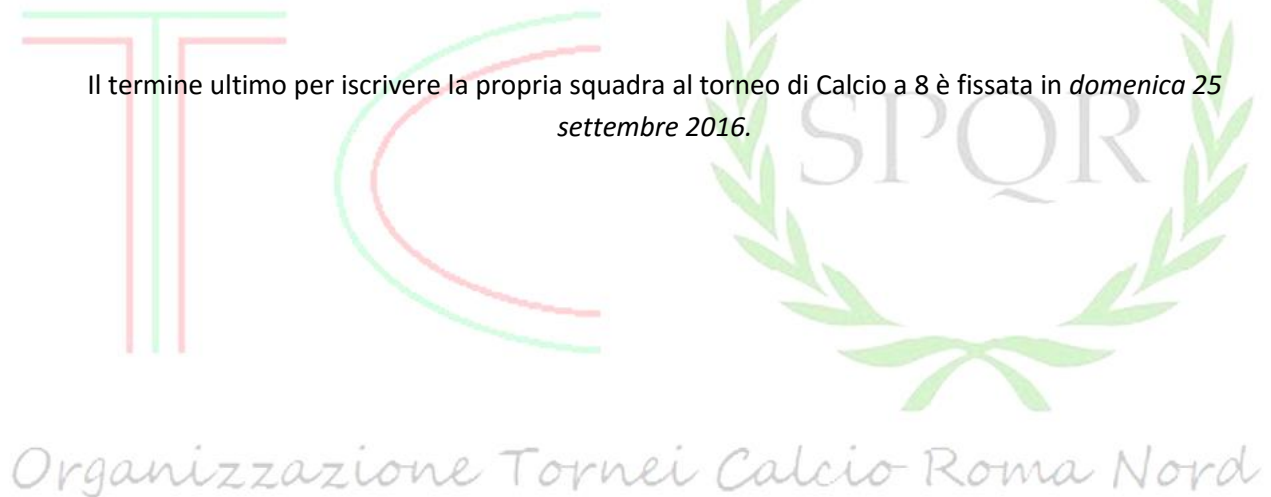 Il termine ultimo per iscrivere la propria squadra al torneo di Calcio a 8 è fissata in domenica 25
settembre 2016.
TC
SPQR
Organizzazione Tornei Calcio Roma Nord